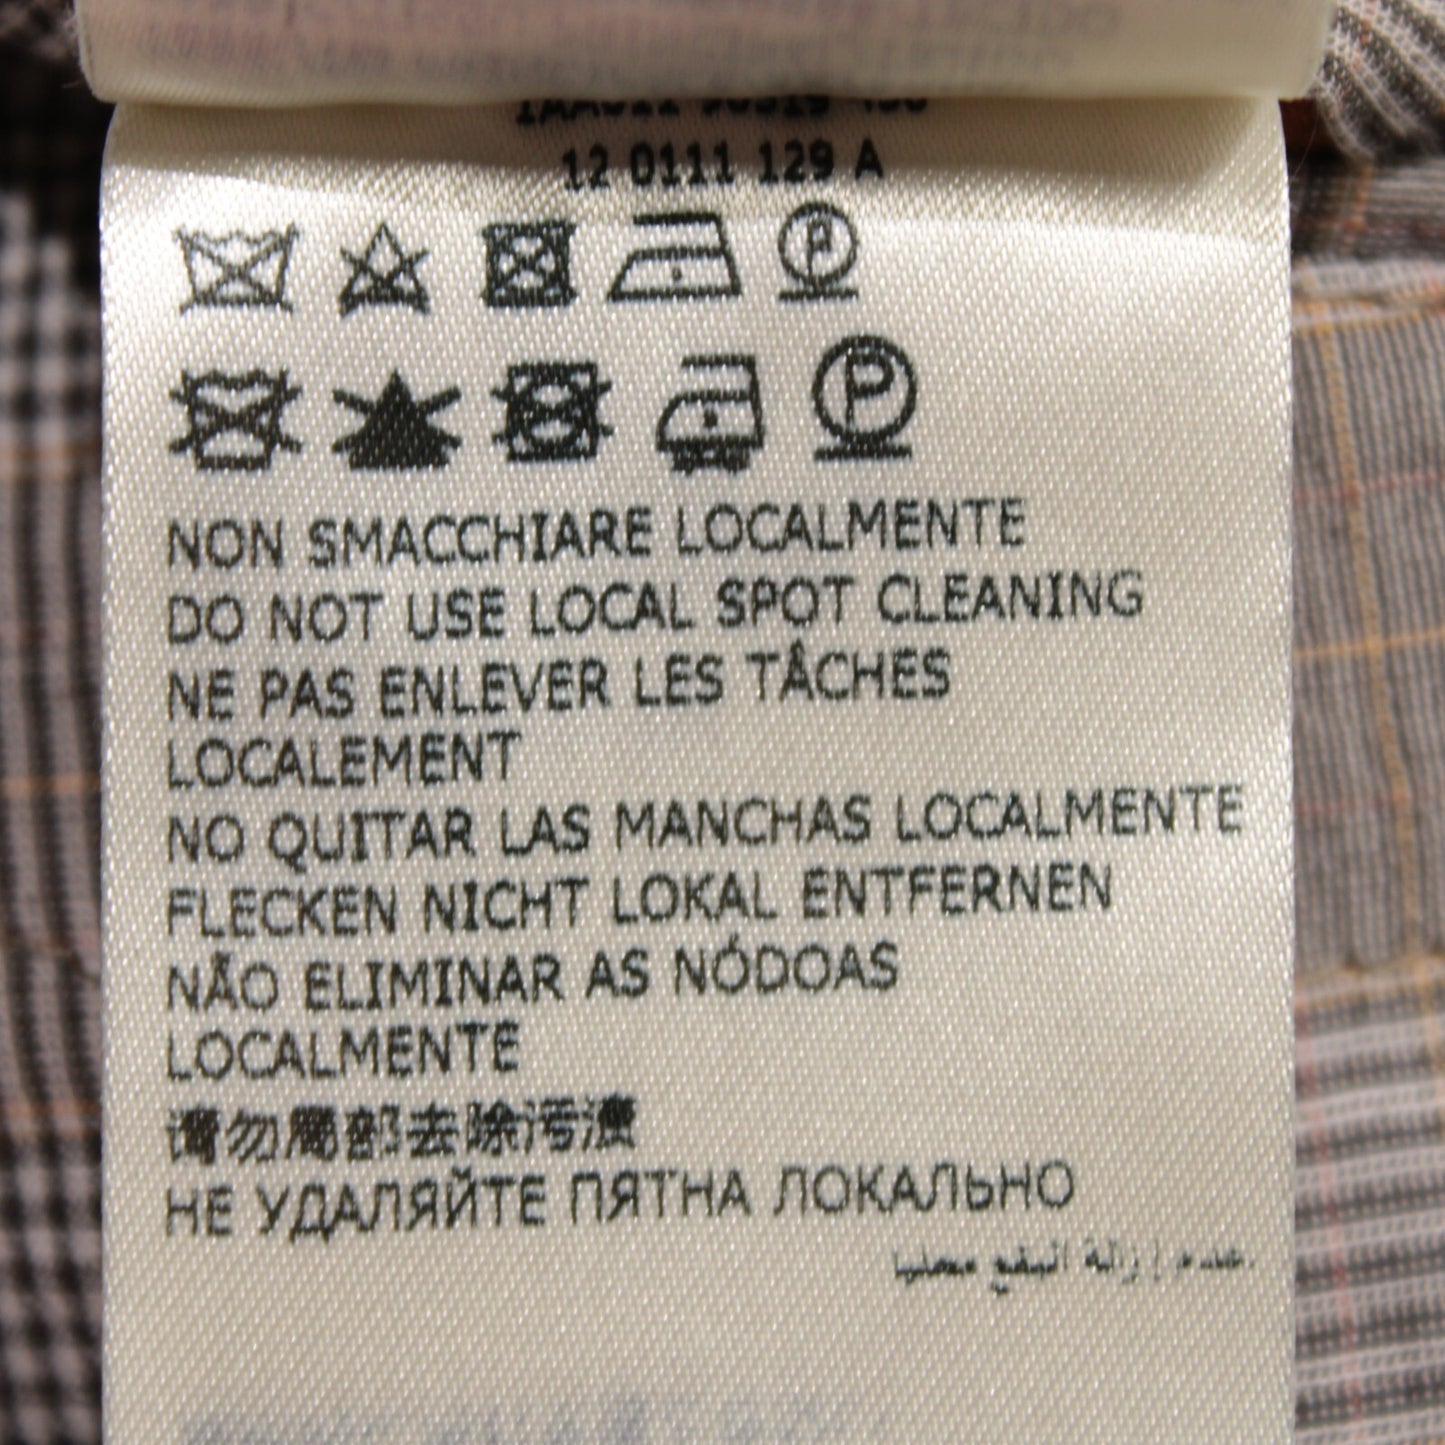 12 0111 129 A
P
P
NON SMACCHIARE LOCALMENTE
DO NOT USE LOCAL SPOT CLEANING
NE PAS ENLEVER LES TÂCHES
LOCALEMENT
NO QUITAR LAS MANCHAS LOCALMENTE
FLECKEN NICHT LOKAL ENTFERNEN
NÃO ELIMINAR AS NÓDOAS
LOCALMENTE
请勿局部去除污渍
НЕ УДАЛЯЙТЕ ПЯТНА ЛОКАЛЬНО
عدم إزالة البقع محليا.